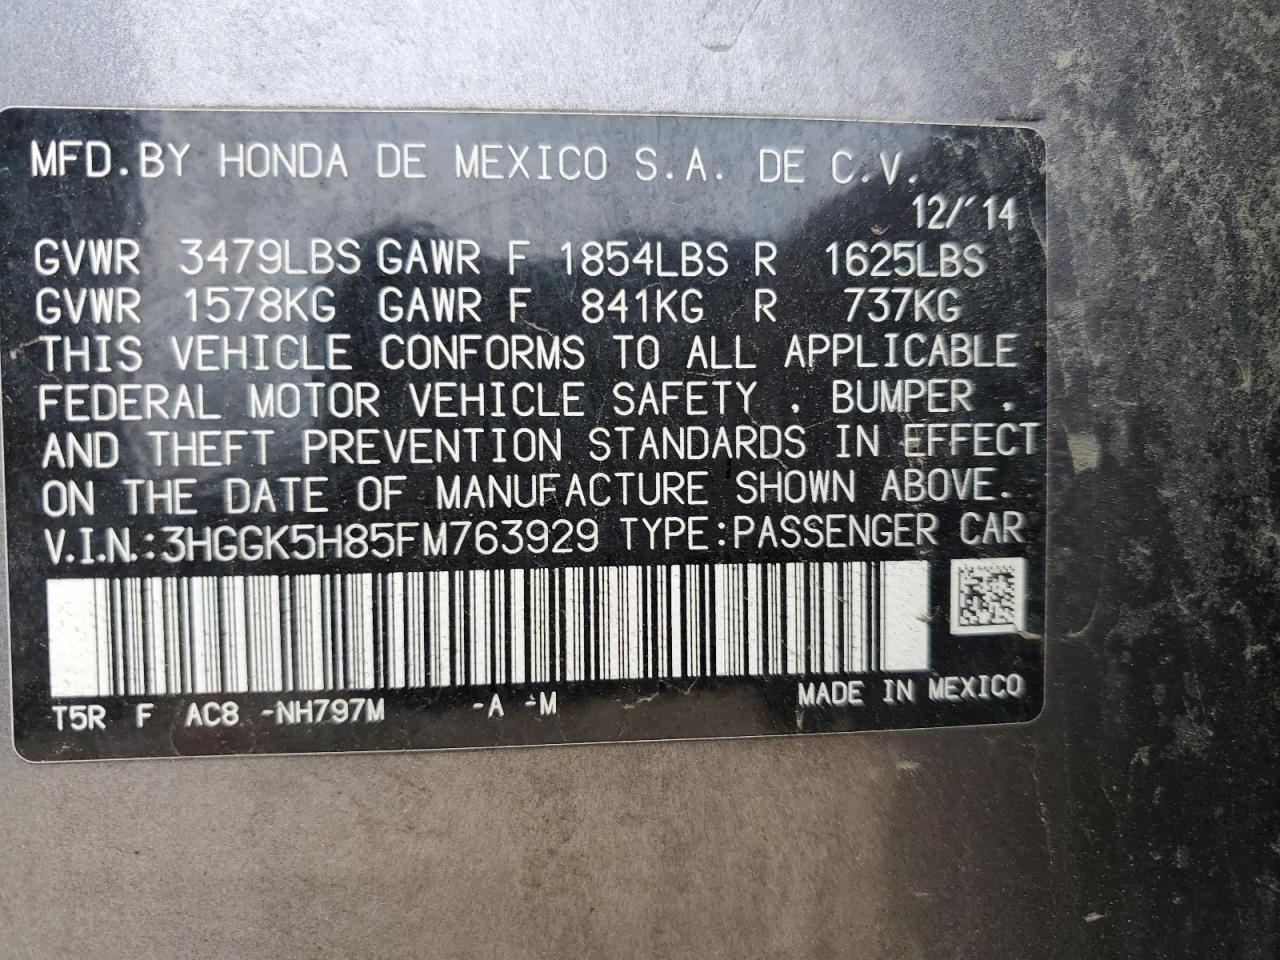 MFD.BY HONDA DE MEXICO S.A. DE C.V.
12/´14
GVWR 3479LBS GAWR F 1854LBS R 1625LBS
GVWR 1578KG GAWR F 841KG R 737KG
THIS VEHICLE CONFORMS TO ALL APPLICABLE
FEDERAL MOTOR VEHICLE SAFETY , BUMPER ,
AND THEFT PREVENTION STANDARDS IN EFFECT
ON THE DATE OF MANUFACTURE SHOWN ABOVE.
V.I.N.:3HGGK5H85FM763929 TYPE:PASSENGER CAR
T5R F AC8 -NH797M -A -M MADE IN MEXICO